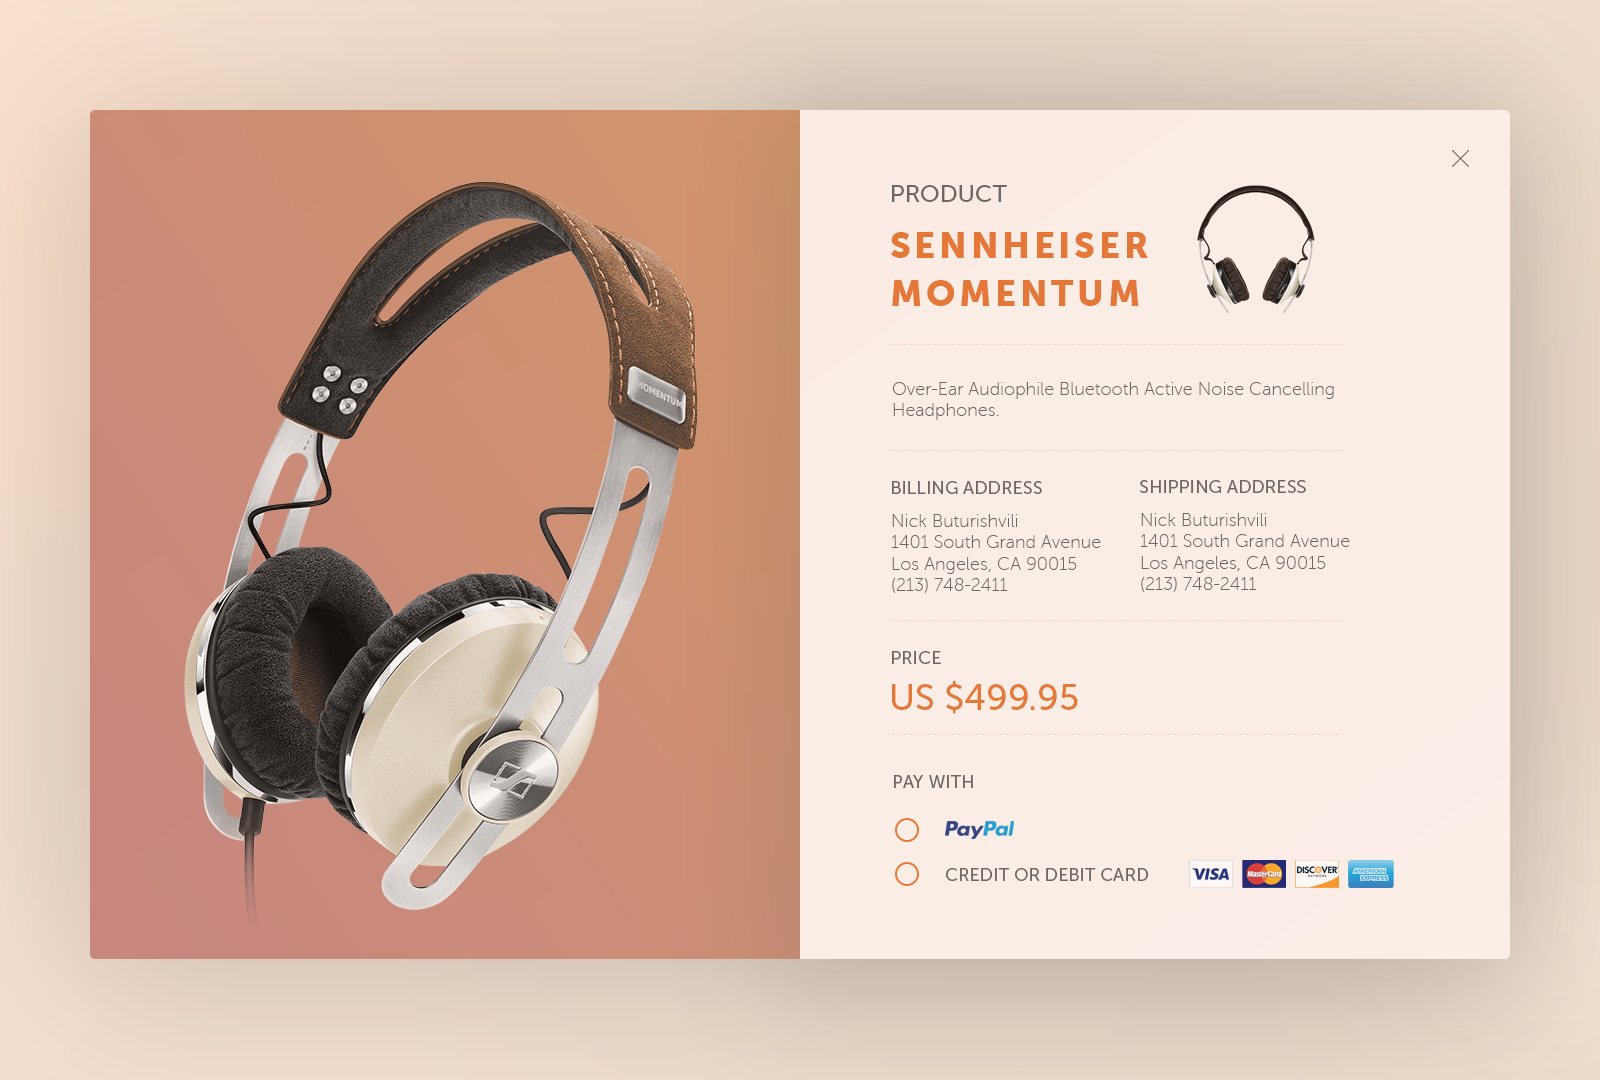 MOMENTUM
PRODUCT
SENNHEISER
MOMENTUM
Over-Ear Audiophile Bluetooth Active Noise Cancelling
Headphones.
BILLING ADDRESS
Nick Buturishvili
1401 South Grand Avenue
Los Angeles, CA 90015
(213) 748-2411
SHIPPING ADDRESS
Nick Buturishvili
1401 South Grand Avenue
Los Angeles, CA 90015
(213) 748-2411
PRICE
US $499.95
PAY WITH
PayPal
CREDIT OR DEBIT CARD
VISA
MasterCard
DISCOVER
NETWORK
AMERICAN
EXPRESS